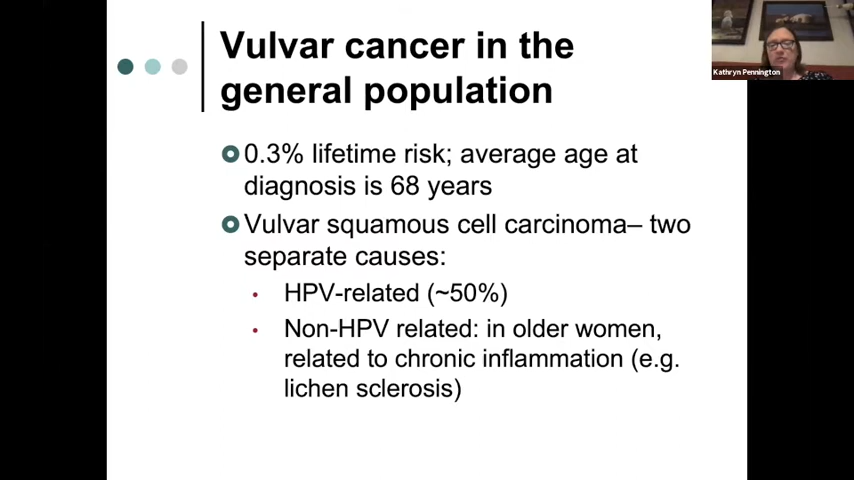 Vulvar cancer in the
general population
0.3% lifetime risk; average age at
diagnosis is 68 years
Vulvar squamous cell carcinoma– two
separate causes:
• HPV-related (~50%)
• Non-HPV related: in older women,
related to chronic inflammation (e.g.
lichen sclerosis)
Kathryn Pennington